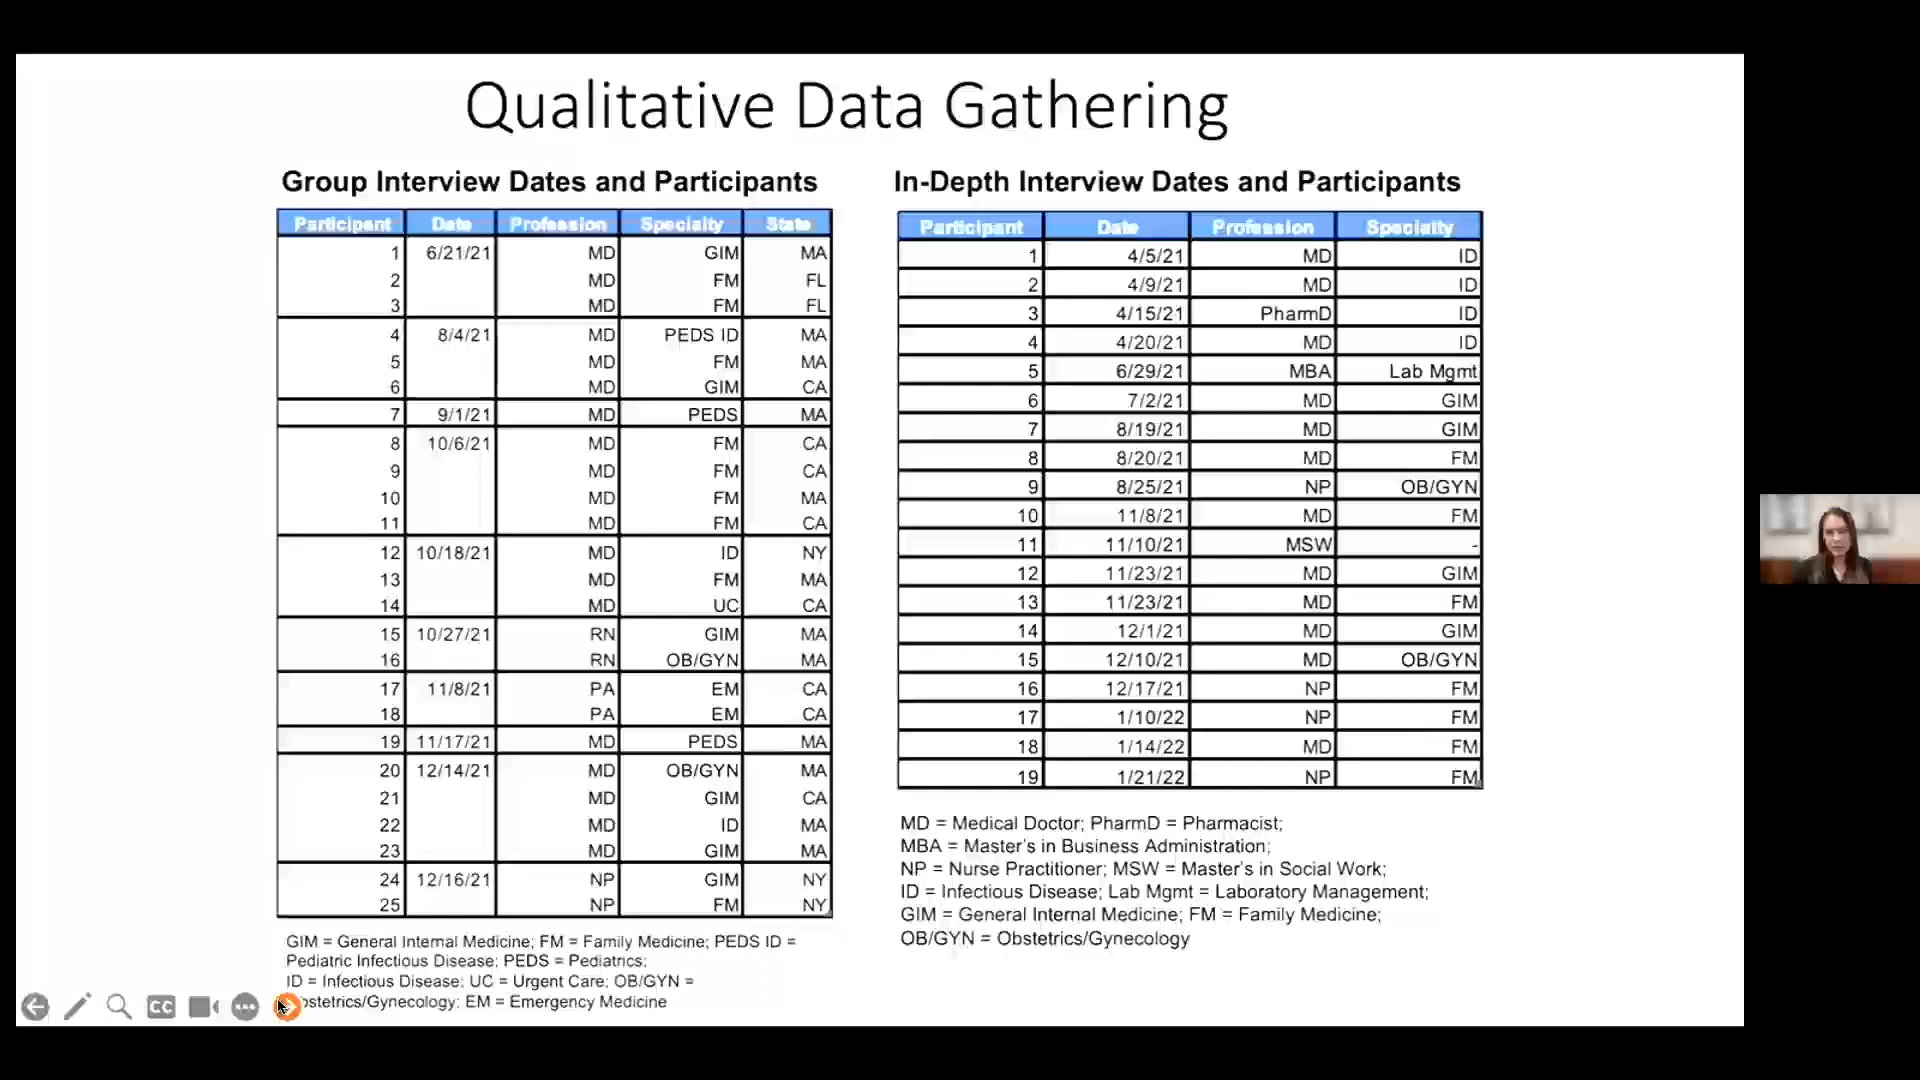 Qualitative Data Gathering
Group Interview Dates and Participants
Participant Date Profession Specialty State
1 6/21/21 MD GIM MA
2 MD FM FL
3 MD FM FL
4 8/4/21 MD PEDS ID MA
5 MD FM MA
6 MD GIM CA
7 9/1/21 MD PEDS MA
8 10/6/21 MD FM CA
9 MD FM CA
10 MD FM MA
11 MD FM CA
12 10/18/21 MD ID NY
13 MD FM MA
14 MD UC CA
15 10/27/21 RN GIM MA
16 RN OB/GYN MA
17 11/8/21 PA EM CA
18 PA EM CA
19 11/17/21 MD PEDS MA
20 12/14/21 MD OB/GYN MA
21 MD GIM CA
22 MD ID MA
23 MD GIM MA
24 12/16/21 NP GIM NY
25 NP FM NY
GIM = General Internal Medicine; FM = Family Medicine; PEDS ID =
Pediatric Infectious Disease; PEDS = Pediatrics;
ID = Infectious Disease; UC = Urgent Care; OB/GYN =
bstetrics/Gynecology; EM = Emergency Medicine
In-Depth Interview Dates and Participants
Participant Date Profession Specialty
1 4/5/21 MD ID
2 4/9/21 MD ID
3 4/15/21 PharmD ID
4 4/20/21 MD ID
5 6/29/21 MBA Lab Mgmt
6 7/2/21 MD GIM
7 8/19/21 MD GIM
8 8/20/21 MD FM
9 8/25/21 NP OB/GYN
10 11/8/21 MD FM
11 11/10/21 MSW -
12 11/23/21 MD GIM
13 11/23/21 MD FM
14 12/1/21 MD GIM
15 12/10/21 MD OB/GYN
16 12/17/21 NP FM
17 1/10/22 NP FM
18 1/14/22 MD FM
19 1/21/22 NP FM
MD = Medical Doctor; PharmD = Pharmacist;
MBA = Master's in Business Administration;
NP = Nurse Practitioner; MSW = Master's in Social Work;
ID = Infectious Disease; Lab Mgmt = Laboratory Management;
GIM = General Internal Medicine; FM = Family Medicine;
OB/GYN = Obstetrics/Gynecology
CC